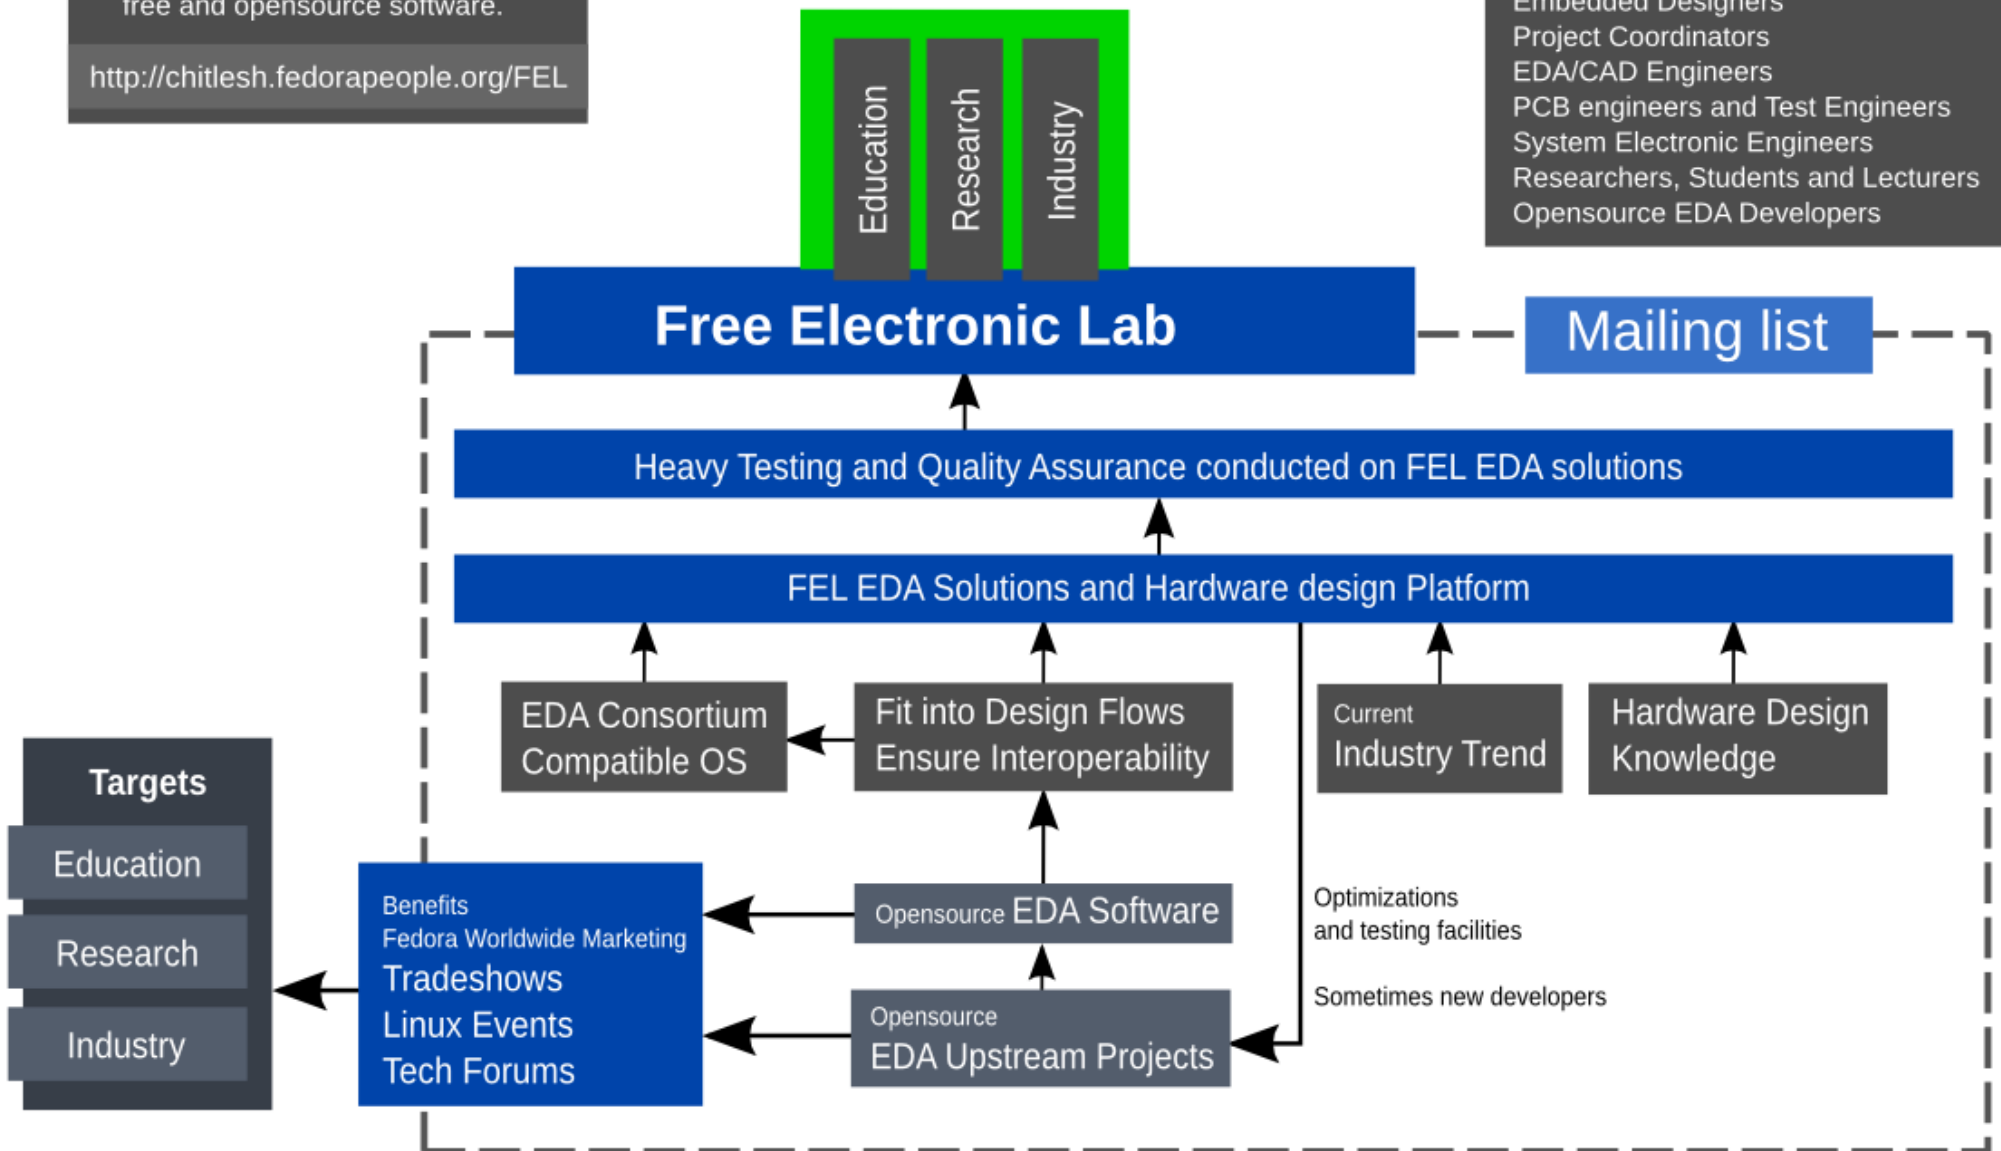 free and opensource software.
http://chitlesh.fedorapeople.org/FEL
Embedded Designers
Project Coordinators
EDA/CAD Engineers
PCB engineers and Test Engineers
System Electronic Engineers
Researchers, Students and Lecturers
Opensource EDA Developers
Education
Research
Industry
Free Electronic Lab
Mailing list
Heavy Testing and Quality Assurance conducted on FEL EDA solutions
FEL EDA Solutions and Hardware design Platform
EDA Consortium
Compatible OS
Fit into Design Flows
Ensure Interoperability
Current
Industry Trend
Hardware Design
Knowledge
Targets
Education
Research
Industry
Benefits
Fedora Worldwide Marketing
Tradeshows
Linux Events
Tech Forums
Opensource EDA Software
Opensource
EDA Upstream Projects
Optimizations
and testing facilities
Sometimes new developers